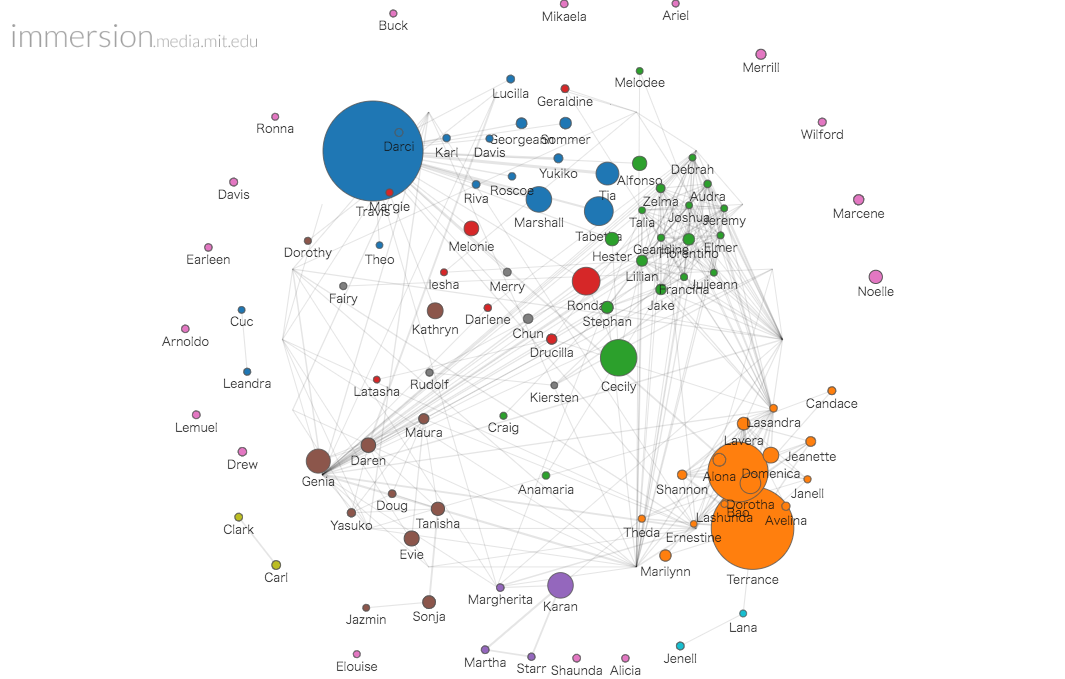 immersion.media.mit.edu
Buck
Mikaela
Ariel
Merrill
Melodee
Lucilla
Geraldine
Ronna
Wilford
Darci
Karl
Davis
Georgeann
Sommer
Yukiko
Debrah
Alfonso
Davis
Riva
Roscoe
Tia
Zelma
Audra
Travis
Margie
Marshall
Talia
Joshua
Jeremy
Marcene
Tabetha
Dorothy
Melonie
Hester
Geraldine
Florentino
Elmer
Earleen
Theo
Lillian
Iesha
Merry
Francina
Julieann
Noelle
Fairy
Ronda
Jake
Cuc
Kathryn
Darlene
Chun
Stephan
Arnoldo
Drucilla
Leandra
Latasha
Rudolf
Kiersten
Cecily
Candace
Lemuel
Maura
Craig
Lasandra
Lavera
Drew
Daren
Jeanette
Genia
Anamaria
Shannon
Alona
Domenica
Janell
Clark
Yasuko
Doug
Tanisha
Theda
Ernestine
Lashunda
Dorotha
Bao
Avelina
Evie
Carl
Marilynn
Terrance
Jazmin
Sonja
Margherita
Karan
Lana
Elouise
Martha
Starr
Shaunda
Alicia
Jenell